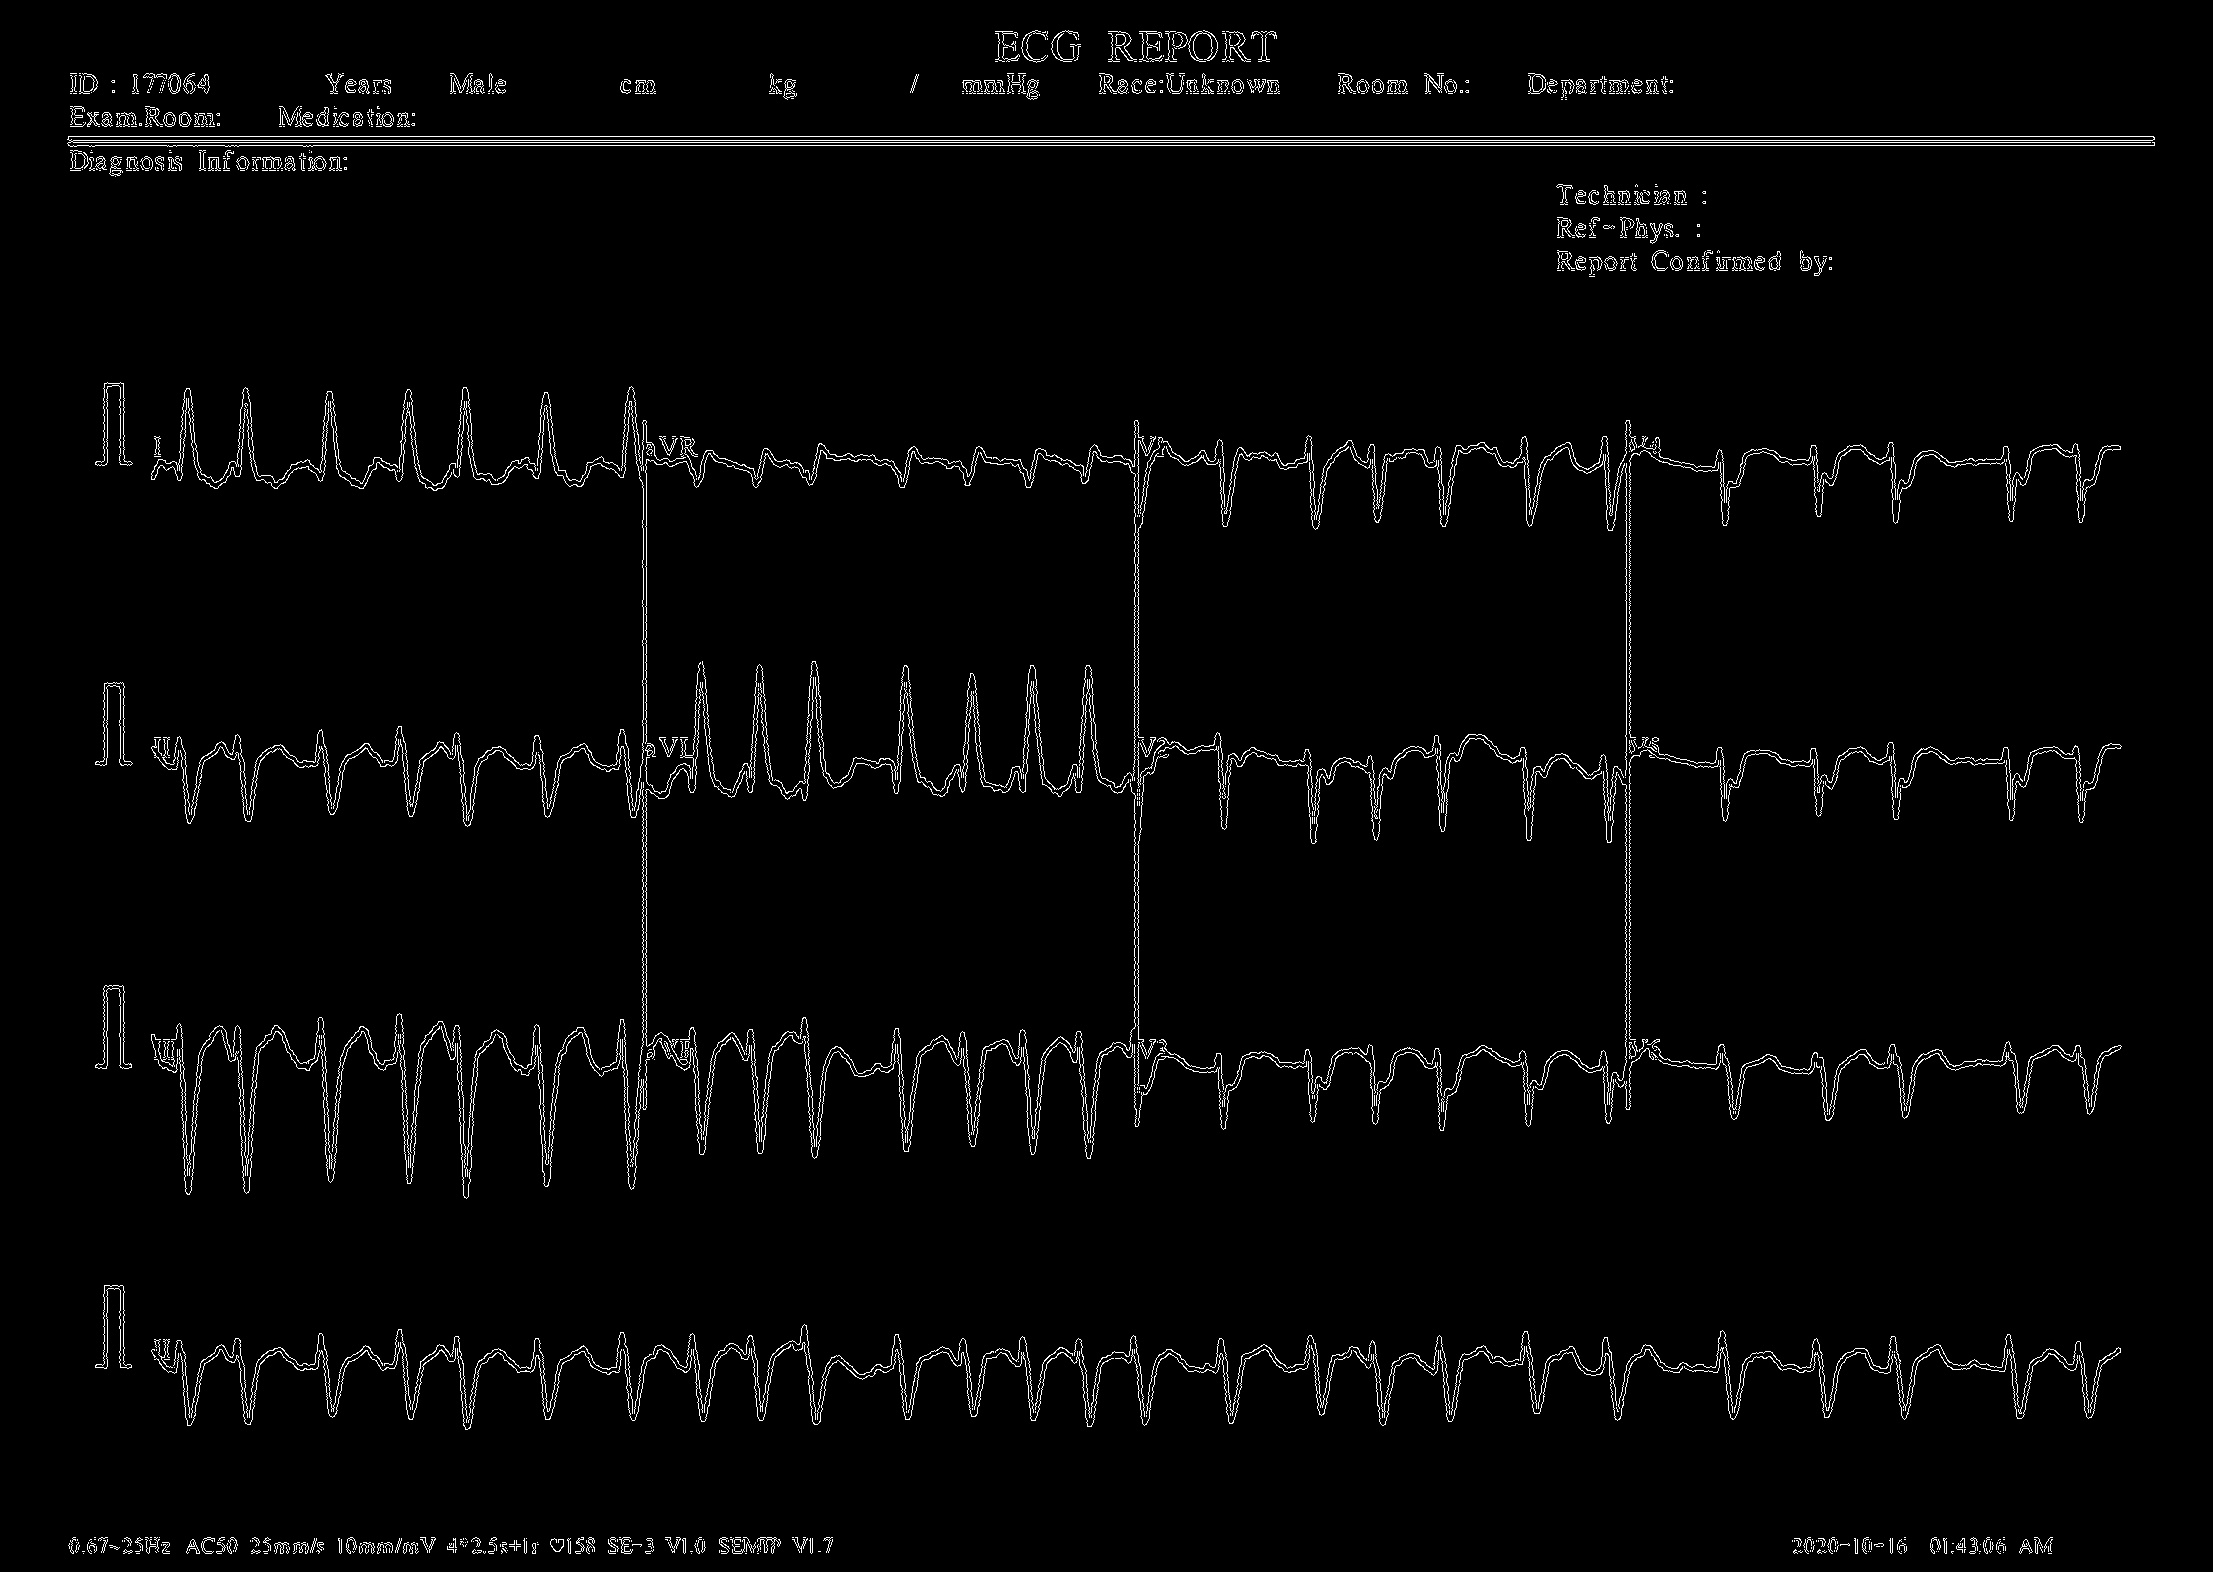 ECG REPORT
ID : 177064 Years Male cm kg / mmHg Race:Unknown Room No.: Department:
Exam.Room: Medication:
Diagnosis Information:
Technician :
Ref-Phys. :
Report Confirmed by:
I aVR V1 V4
II aVL V2 V5
III aVF V3 V6
II
0.67~25Hz AC50 25mm/s 10mm/mV 4*2.5s+1r ♡158 SE-3 V1.0 SEMIP V1.7
2020-10-16 01:43:06 AM